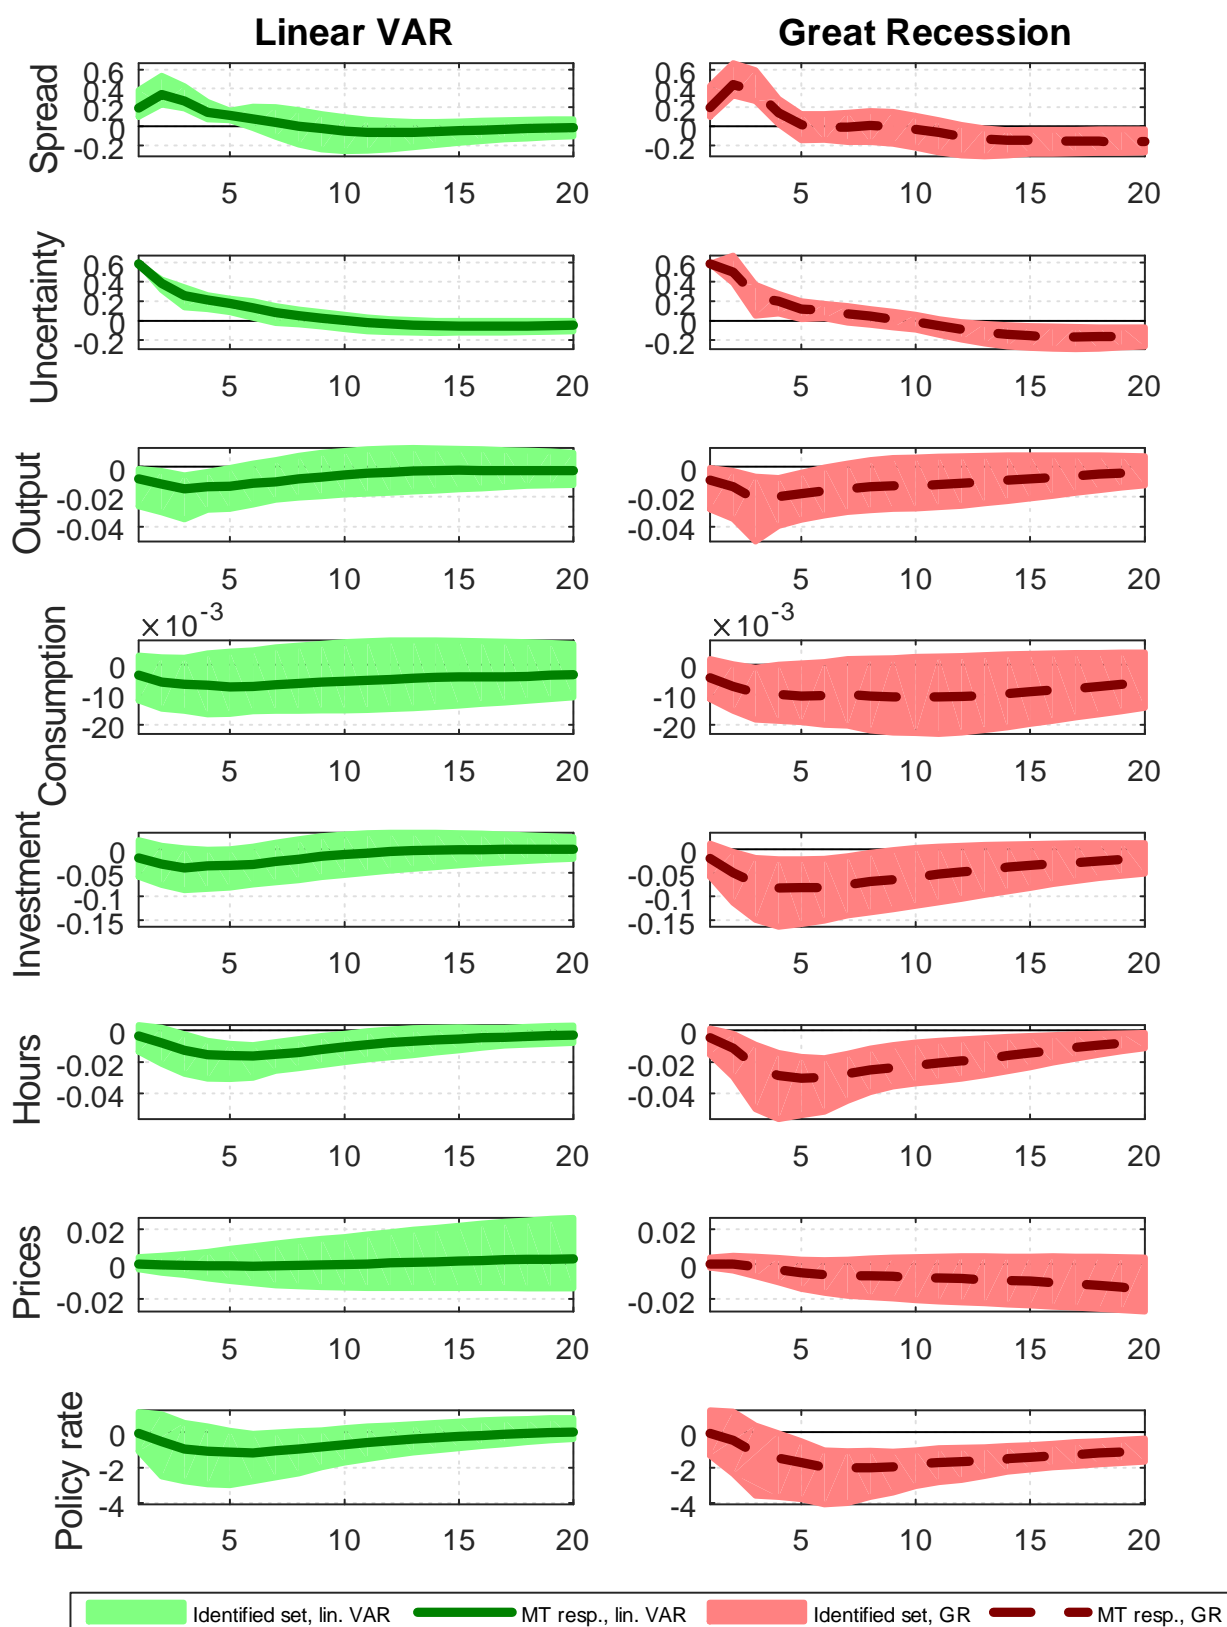 Linear VAR Great Recession
Spread
0.6 0.6
0.4 0.4
0.2 0.2
0 0
-0.2 -0.2
5 10 15 20 5 10 15 20
Uncertainty
0.6 0.6
0.4 0.4
0.2 0.2
0 0
-0.2 -0.2
5 10 15 20 5 10 15 20
Output
0 0
-0.02 -0.02
-0.04 -0.04
5 10 15 20 5 10 15 20
Consumption
×10^-3 ×10^-3
0 0
-10 -10
-20 -20
5 10 15 20 5 10 15 20
Investment
0 0
-0.05 -0.05
-0.1 -0.1
-0.15 -0.15
5 10 15 20 5 10 15 20
Hours
0 0
-0.02 -0.02
-0.04 -0.04
5 10 15 20 5 10 15 20
Prices
0.02 0.02
0 0
-0.02 -0.02
5 10 15 20 5 10 15 20
Policy rate
0 0
-2 -2
-4 -4
5 10 15 20 5 10 15 20
Identified set, lin. VAR MT resp., lin. VAR Identified set, GR MT resp., GR